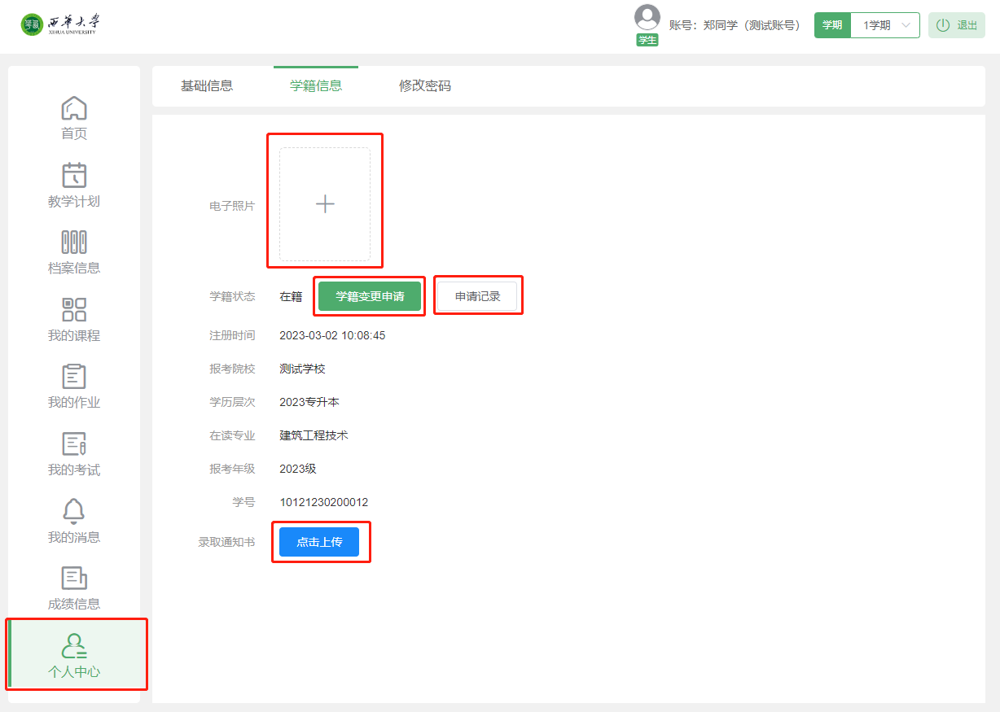 西华大学
XIHUA UNIVERSITY
学生
账号：郑同学（测试账号）
学期 1学期
退出
首页
教学计划
档案信息
我的课程
我的作业
我的考试
我的消息
成绩信息
个人中心
基础信息 学籍信息 修改密码
电子照片
学籍状态 在籍 学籍变更申请 申请记录
注册时间 2023-03-02 10:08:45
报考院校 测试学校
学历层次 2023专升本
在读专业 建筑工程技术
报考年级 2023级
学号 10121230200012
录取通知书 点击上传